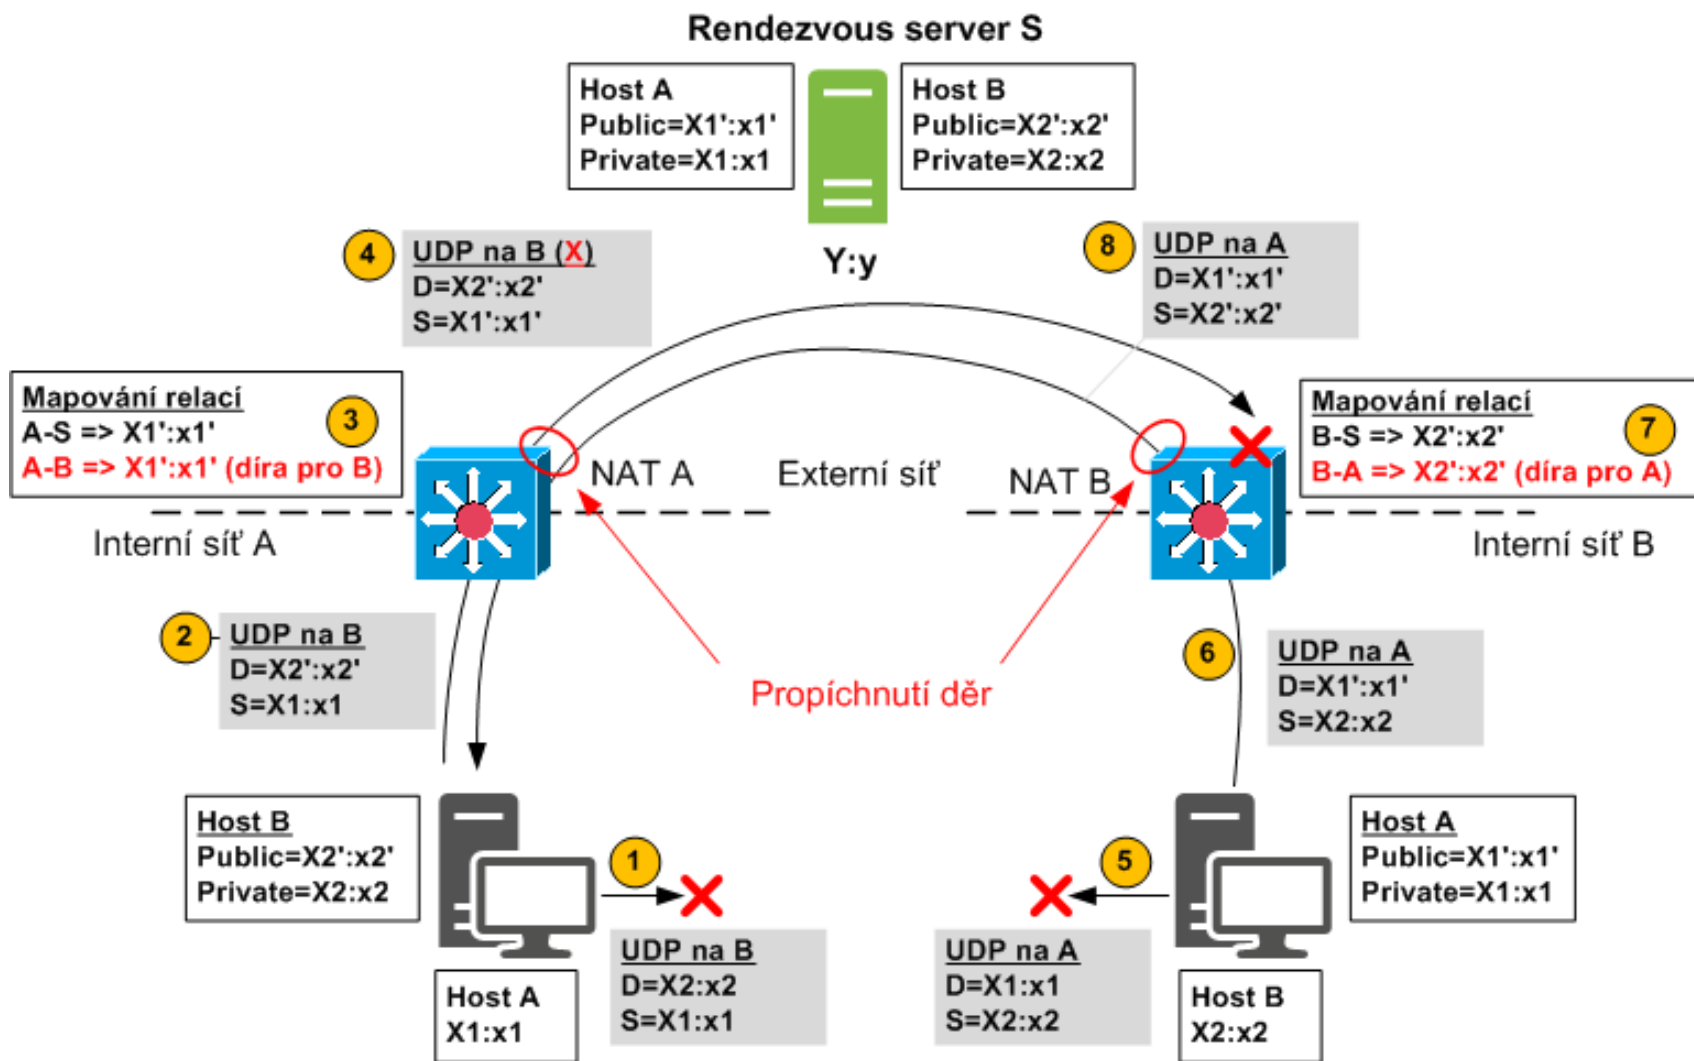 Rendezvous server S
Host A
Public=X1':x1'
Private=X1:x1
Host B
Public=X2':x2'
Private=X2:x2
Y:y
4
UDP na B (X)
D=X2':x2'
S=X1':x1'
8
UDP na A
D=X1':x1'
S=X2':x2'
Mapování relací
A-S => X1':x1'
A-B => X1':x1' (díra pro B)
3
Mapování relací
B-S => X2':x2'
B-A => X2':x2' (díra pro A)
7
NAT A
Externí síť
NAT B
Interní síť A
Interní síť B
2
UDP na B
D=X2':x2'
S=X1:x1
Propíchnutí děr
6
UDP na A
D=X1':x1'
S=X2:x2
Host B
Public=X2':x2'
Private=X2:x2
1
5
Host A
Public=X1':x1'
Private=X1:x1
UDP na B
D=X2:x2
S=X1:x1
UDP na A
D=X1:x1
S=X2:x2
Host A
X1:x1
Host B
X2:x2